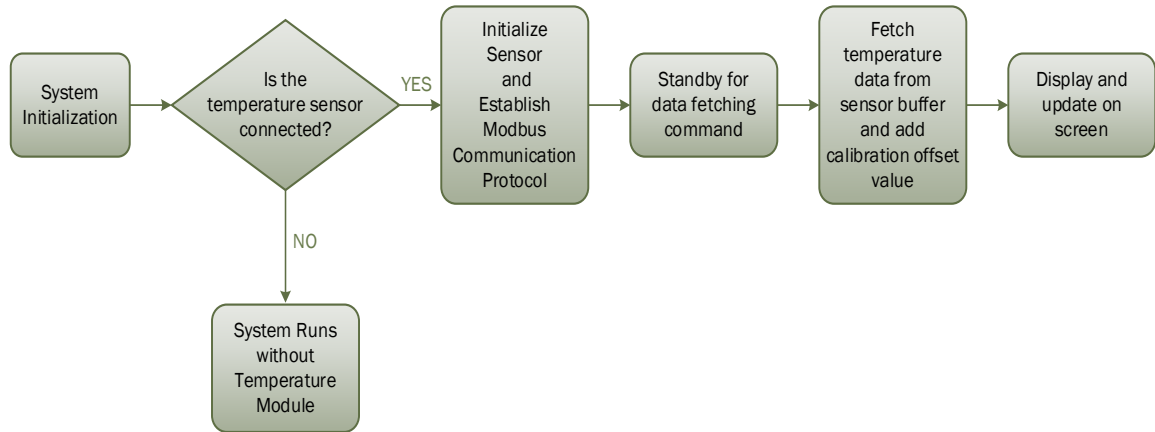 System
Initialization
Is the
temperature sensor
connected?
YES
Initialize
Sensor
and
Establish
Modbus
Communication
Protocol
Standby for
data fetching
command
Fetch
temperature
data from
sensor buffer
and add
calibration offset
value
Display and
update on
screen
NO
System Runs
without
Temperature
Module